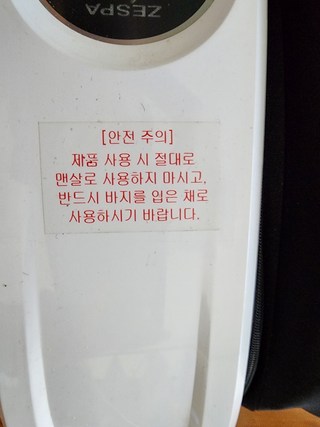 ZESPA
[안전 주의]
제품 사용 시 절대로
맨살로 사용하지 마시고,
반드시 바지를 입은 채로
사용하시기 바랍니다.